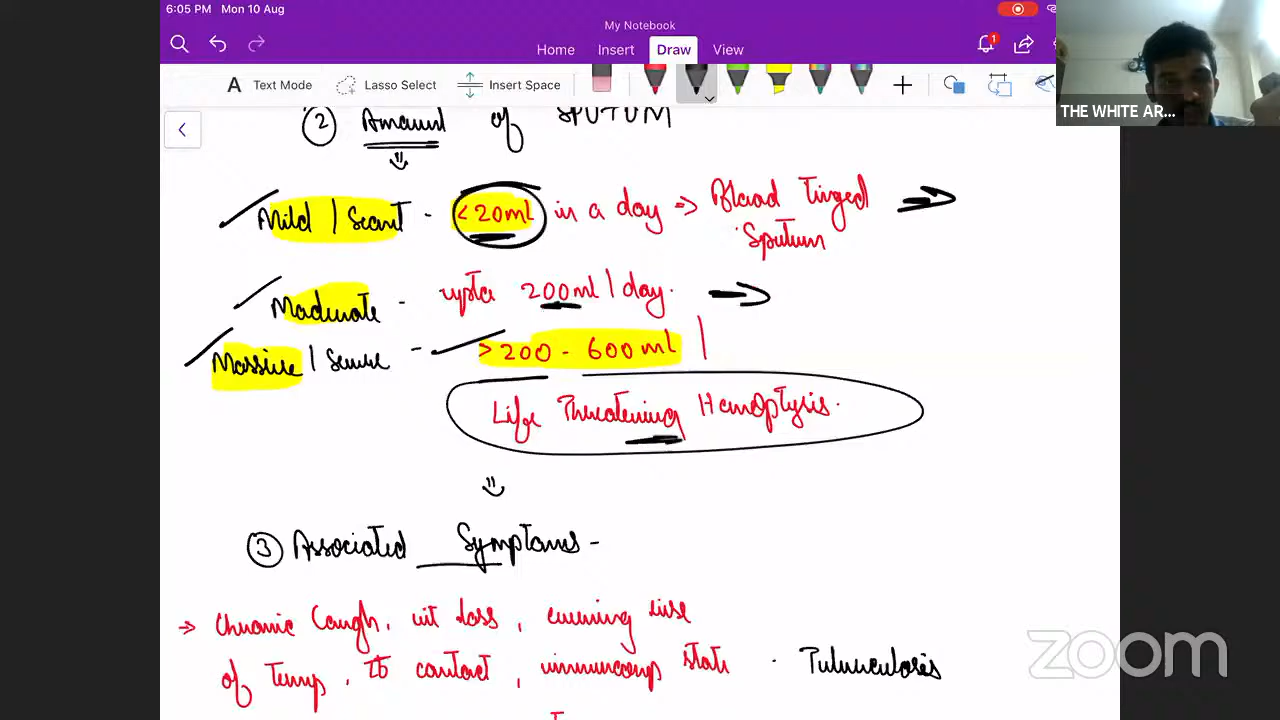 6:05 PM Mon 10 Aug
My Notebook
Home Insert Draw View
1
A Text Mode Lasso Select Insert Space
THE WHITE AR...
② Amount of SPUTUM
Mild / Scant - < 20ml in a day => Blood Tinged
Sputum
Moderate - upto 200ml / day.
Massive / Severe - > 200 - 600 ml |
Life Threatening Hemoptysis.
③ Associated Symptoms -
=> Chronic Cough, wt loss, evening rise
of Temp, Tb contact, immunocomp state . Tuberculosis
zoom